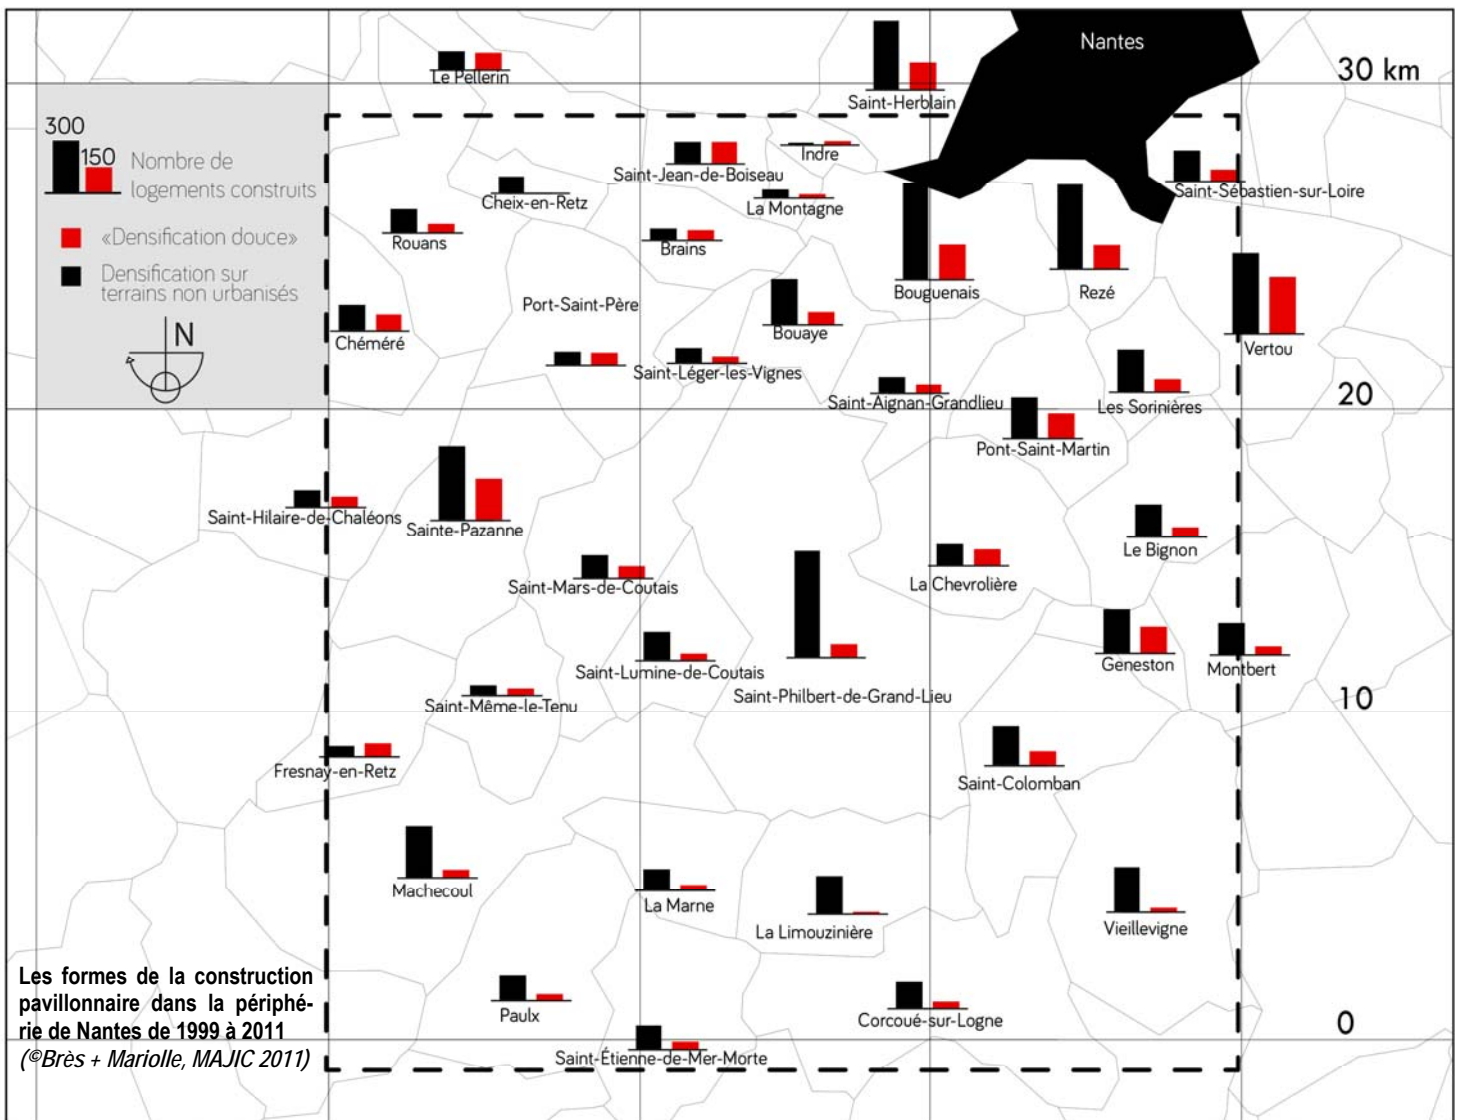 Nantes
30 km
Le Pellerin
Saint-Herblain
300
150
Nombre de
logements construits
«Densification douce»
Densification sur
terrains non urbanisés
N
Indre
Saint-Jean-de-Boiseau
Saint-Sébastien-sur-Loire
Cheix-en-Retz
La Montagne
Rouans
Brains
Bouguenais
Rezé
Port-Saint-Père
Bouaye
Chéméré
Vertou
Saint-Léger-les-Vignes
20
Saint-Aignan-Grandlieu
Les Sorinières
Pont-Saint-Martin
Saint-Hilaire-de-Chaléons
Sainte-Pazanne
Le Bignon
Saint-Mars-de-Coutais
La Chevrolière
Geneston
Montbert
Saint-Lumine-de-Coutais
Saint-Philbert-de-Grand-Lieu
10
Saint-Même-le-Tenu
Fresnay-en-Retz
Saint-Colomban
Machecoul
La Marne
La Limouzinière
Vieillevigne
Paulx
Corcoué-sur-Logne
0
Saint-Étienne-de-Mer-Morte
Les formes de la construction
pavillonnaire dans la périphé-
rie de Nantes de 1999 à 2011
(©Brès + Mariolle, MAJIC 2011)